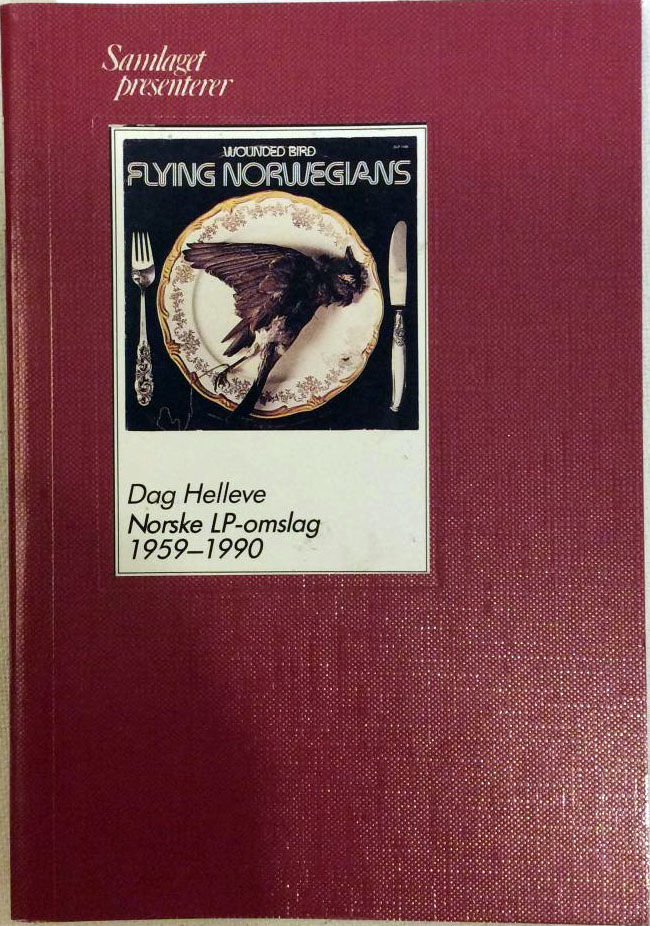 Samlaget
presenterer
WOUNDED BIRD
FLYING NORWEGIANS
Dag Helleve
Norske LP-omslag
1959–1990